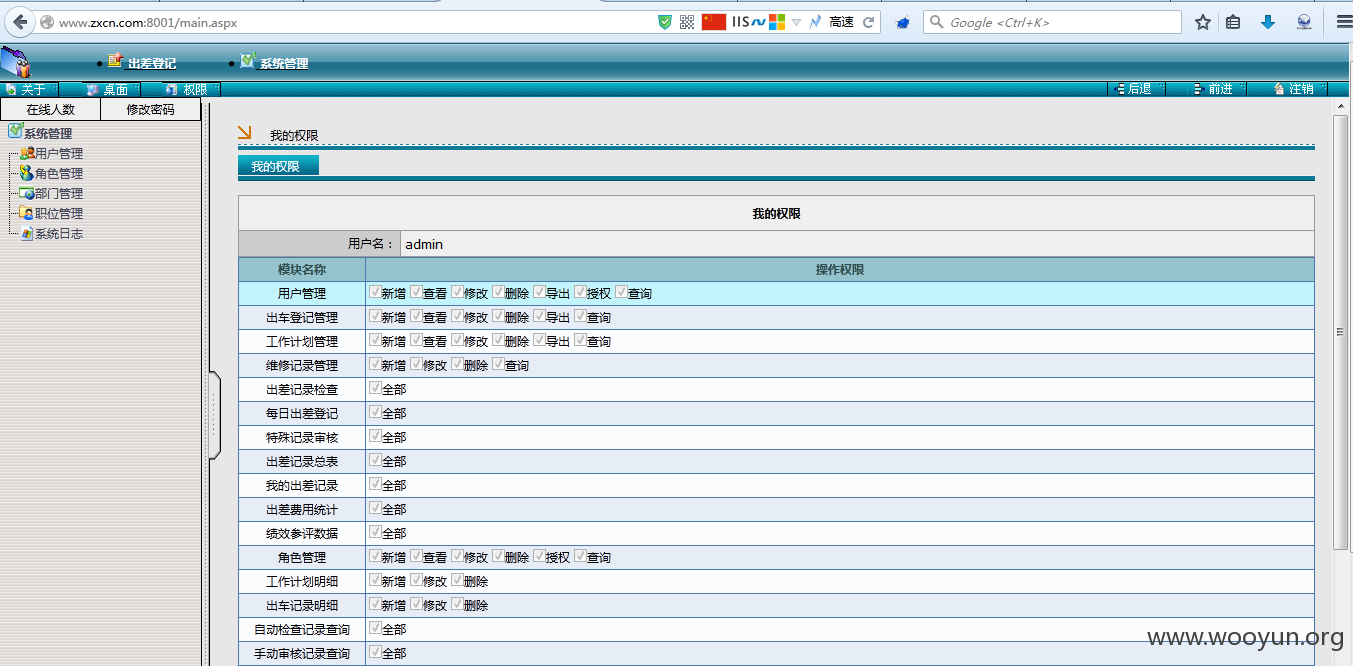 www.zxcn.com:8001/main.aspx IIS 高速 Google <Ctrl+K>
出差登记 系统管理
关于 桌面 权限 后退 前进 注销
在线人数 修改密码
系统管理
用户管理
角色管理
部门管理
职位管理
系统日志
我的权限
我的权限
我的权限
用户名： admin
模块名称 操作权限
用户管理 新增 查看 修改 删除 导出 授权 查询
出车登记管理 新增 查看 修改 删除 导出 查询
工作计划管理 新增 查看 修改 删除 导出 查询
维修记录管理 新增 修改 删除 查询
出差记录检查 全部
每日出差登记 全部
特殊记录审核 全部
出差记录总表 全部
我的出差记录 全部
出差费用统计 全部
绩效参评数据 全部
角色管理 新增 查看 修改 删除 授权 查询
工作计划明细 新增 修改 删除
出车记录明细 新增 修改 删除
自动检查记录查询 全部
手动审核记录查询 全部
www.wooyun.org